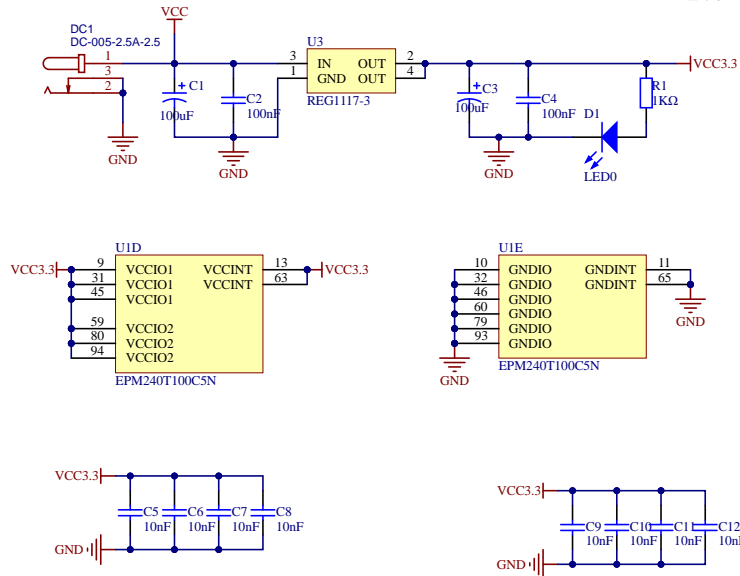 VCC
DC1
DC-005-2.5A-2.5
1
3
2
GND
C1
100uF
C2
100nF
GND
U3
3 IN OUT 2
1 GND OUT 4
REG1117-3
C3
100uF
C4
100nF
GND
D1
LED0
R1
1KΩ
VCC3.3
U1D
VCC3.3
9 VCCIO1 VCCINT 13
31 VCCIO1 VCCINT 63
45 VCCIO1
59 VCCIO2
80 VCCIO2
94 VCCIO2
VCC3.3
EPM240T100C5N
U1E
10 GNDIO GNDINT 11
32 GNDIO GNDINT 65
46 GNDIO
60 GNDIO
79 GNDIO
93 GNDIO
GND
GND
EPM240T100C5N
VCC3.3
C5 C6 C7 C8
10nF 10nF 10nF 10nF
GND
VCC3.3
C9 C10 C11 C12
10nF 10nF 10nF 10n
GND